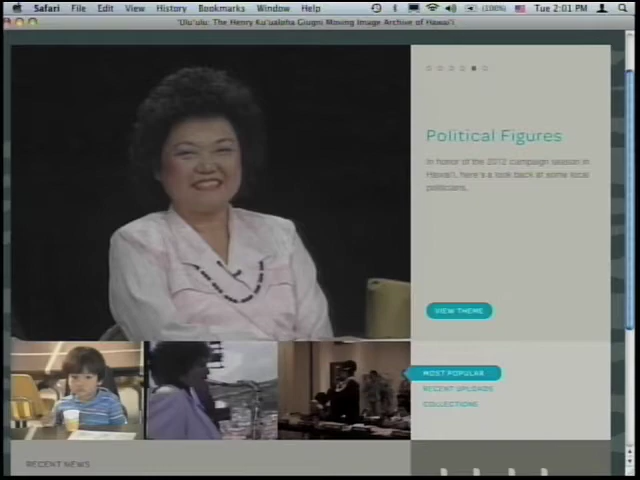 Safari File Edit View History Bookmarks Window Help (100%) Tue 2:01 PM
'Ulu'ulu: The Henry Ku'ualoha Giugni Moving Image Archive of Hawai'i
Political Figures
In honor of the 2012 campaign season in
Hawai'i, here's a look back at some local
politicians.
VIEW THEME
MOST POPULAR
RECENT UPLOADS
COLLECTIONS
RECENT NEWS